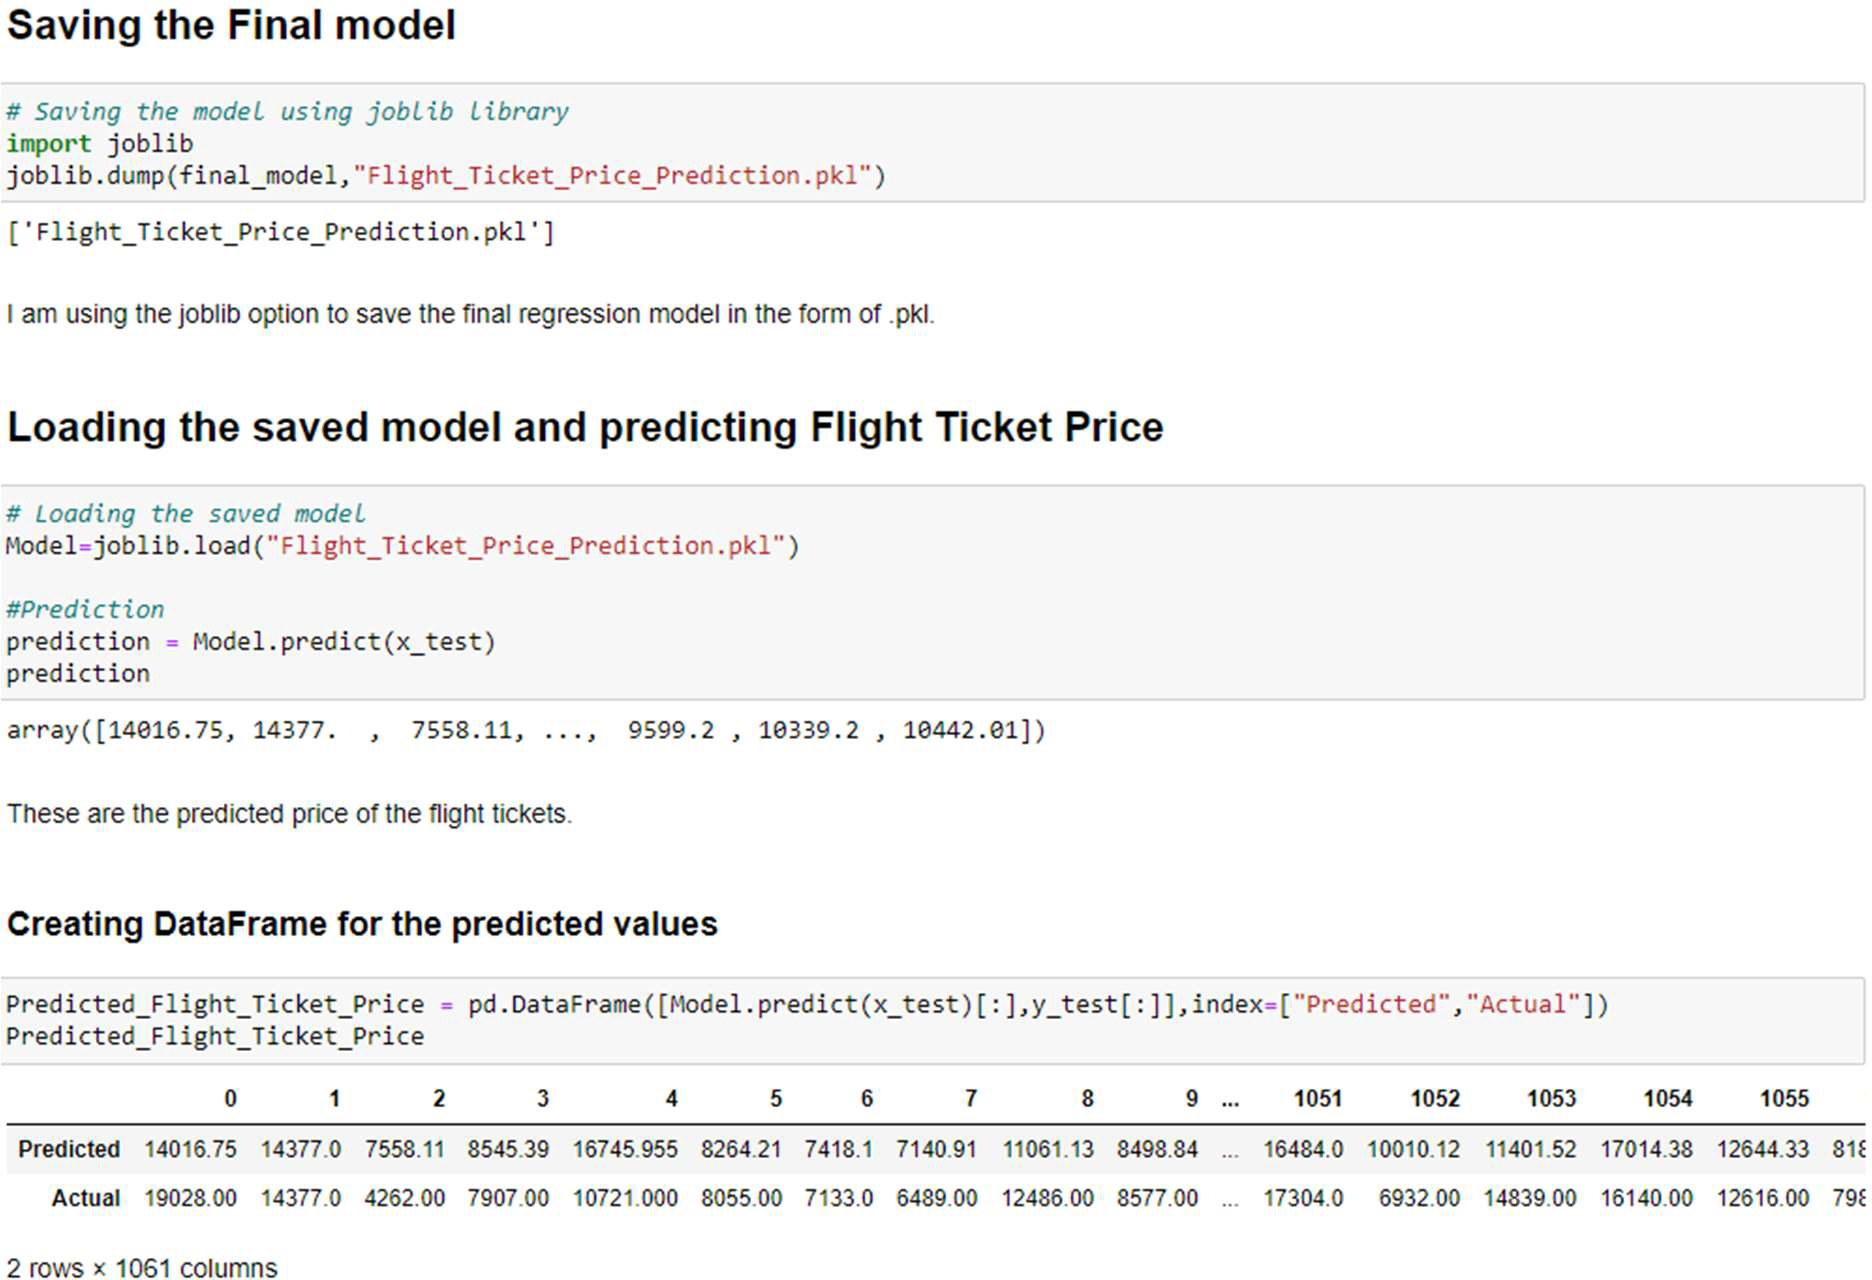 Saving the Final model
# Saving the model using joblib library
import joblib
joblib.dump(final_model,"Flight_Ticket_Price_Prediction.pkl")
['Flight_Ticket_Price_Prediction.pkl']
I am using the joblib option to save the final regression model in the form of .pkl.
Loading the saved model and predicting Flight Ticket Price
# Loading the saved model
Model=joblib.load("Flight_Ticket_Price_Prediction.pkl")
#Prediction
prediction = Model.predict(x_test)
prediction
array([14016.75, 14377.  ,  7558.11, ...,  9599.2 , 10339.2 , 10442.01])
These are the predicted price of the flight tickets.
Creating DataFrame for the predicted values
Predicted_Flight_Ticket_Price = pd.DataFrame([Model.predict(x_test)[:],y_test[:]],index=["Predicted","Actual"])
Predicted_Flight_Ticket_Price
0 1 2 3 4 5 6 7 8 9 ... 1051 1052 1053 1054 1055
Predicted 14016.75 14377.0 7558.11 8545.39 16745.955 8264.21 7418.1 7140.91 11061.13 8498.84 ... 16484.0 10010.12 11401.52 17014.38 12644.33 818
Actual 19028.00 14377.0 4262.00 7907.00 10721.000 8055.00 7133.0 6489.00 12486.00 8577.00 ... 17304.0 6932.00 14839.00 16140.00 12616.00 798
2 rows × 1061 columns